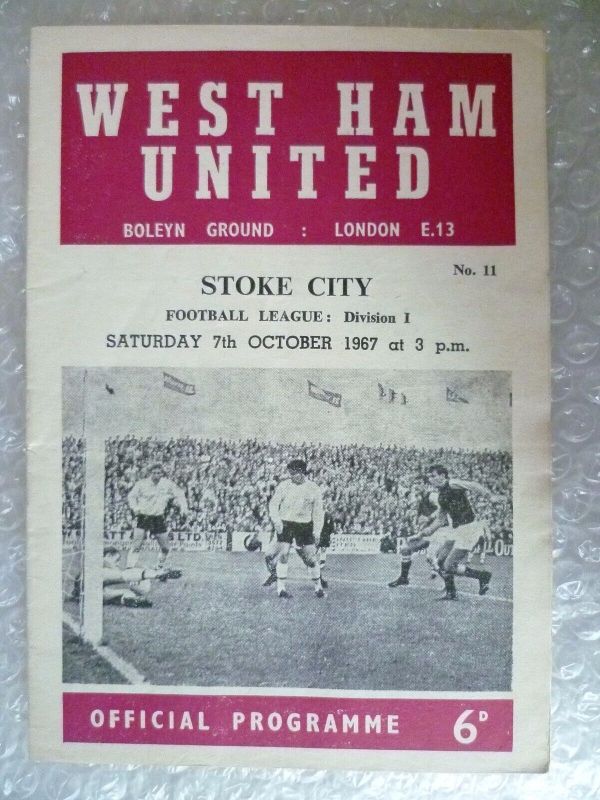 WEST HAM
UNITED
BOLEYN GROUND : LONDON E.13
No. 11
STOKE CITY
FOOTBALL LEAGUE: Division I
SATURDAY 7th OCTOBER 1967 at 3 p.m.
OFFICIAL PROGRAMME 6D